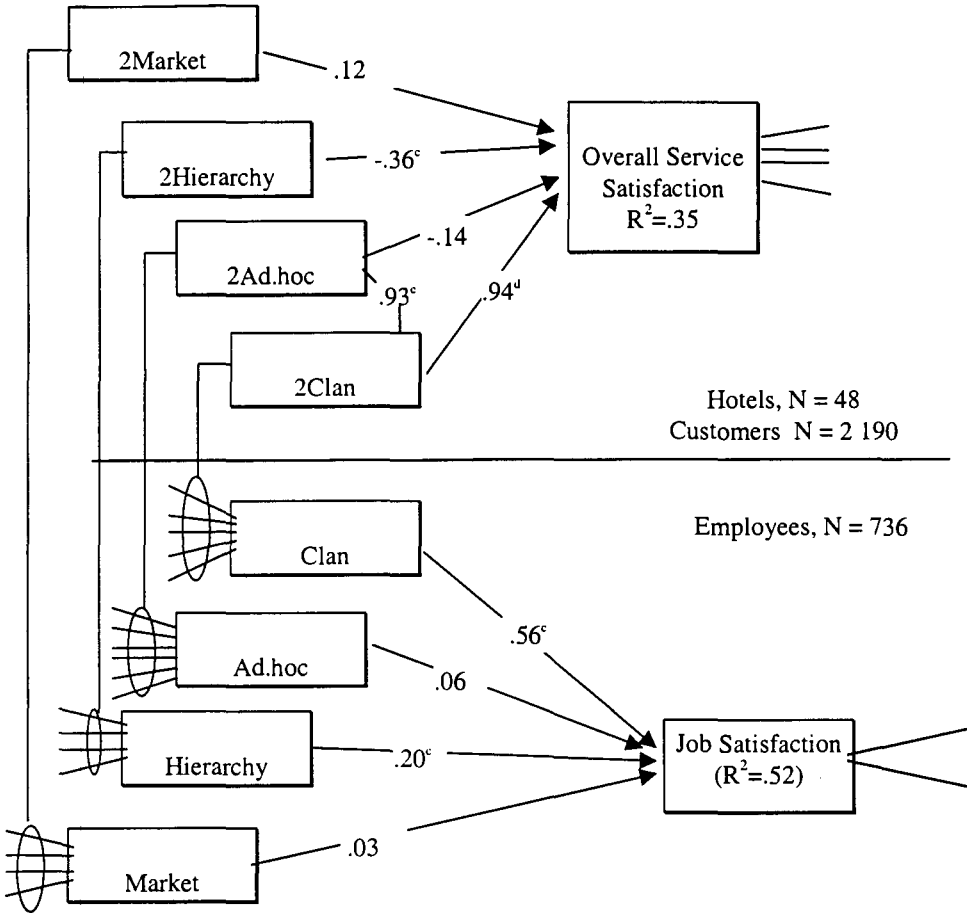 2Market
.12
2Hierarchy
-.36ᶜ
Overall Service
Satisfaction
R²=.35
2Ad.hoc
-.14
.93ᶜ
.94ᵈ
2Clan
Hotels, N = 48
Customers N = 2 190
Employees, N = 736
Clan
.56ᶜ
Ad.hoc
.06
Hierarchy
.20ᶜ
Job Satisfaction
(R²=.52)
Market
.03